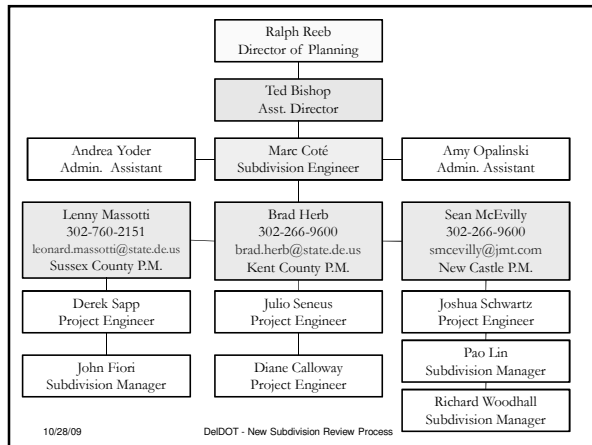 Ralph Reeb
Director of Planning
Ted Bishop
Asst. Director
Andrea Yoder
Admin. Assistant
Marc Coté
Subdivision Engineer
Amy Opalinski
Admin. Assistant
Lenny Massotti
302-760-2151
leonard.massotti@state.de.us
Sussex County P.M.
Brad Herb
302-266-9600
brad.herb@state.de.us
Kent County P.M.
Sean McEvilly
302-266-9600
smcevilly@jmt.com
New Castle P.M.
Derek Sapp
Project Engineer
Julio Seneus
Project Engineer
Joshua Schwartz
Project Engineer
John Fiori
Subdivision Manager
Diane Calloway
Project Engineer
Pao Lin
Subdivision Manager
Richard Woodhall
Subdivision Manager
10/28/09
DelDOT - New Subdivision Review Process